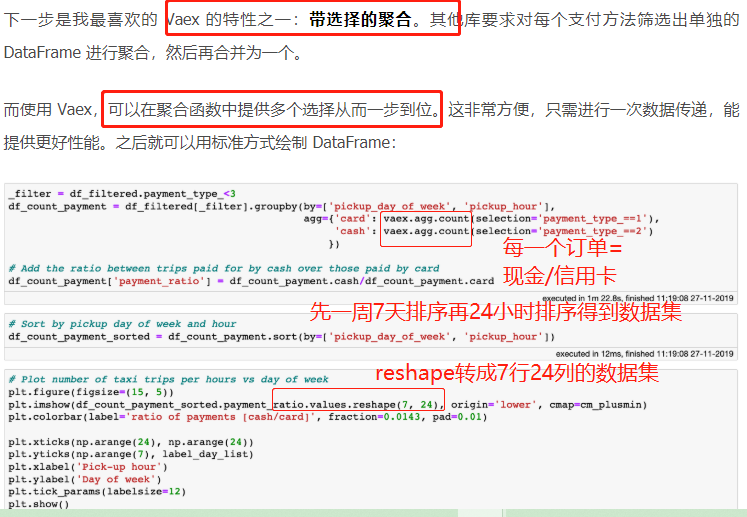 下一步是我最喜欢的 Vaex 的特性之一：带选择的聚合。其他库要求对每个支付方法筛选出单独的
DataFrame 进行聚合，然后再合并为一个。
而使用 Vaex，可以在聚合函数中提供多个选择从而一步到位。这非常方便，只需进行一次数据传递，能
提供更好性能。之后就可以用标准方式绘制 DataFrame：
_filter = df_filtered.payment_type_<3
df_count_payment = df_filtered[_filter].groupby(by=['pickup_day_of_week', 'pickup_hour'],
agg={'card': vaex.agg.count(selection='payment_type_==1'),
'cash': vaex.agg.count(selection='payment_type_==2')
})
每一个订单=
现金/信用卡
# Add the ratio between trips paid for by cash over those paid by card
df_count_payment['payment_ratio'] = df_count_payment.cash/df_count_payment.card
executed in 1m 22.8s, finished 11:19:08 27-11-2019
先一周7天排序再24小时排序得到数据集
# Sort by pickup day of week and hour
df_count_payment_sorted = df_count_payment.sort(by=['pickup_day_of_week', 'pickup_hour'])
executed in 12ms, finished 11:19:08 27-11-2019
reshape转成7行24列的数据集
# Plot number of taxi trips per hours vs day of week
plt.figure(figsize=(15, 5))
plt.imshow(df_count_payment_sorted.payment_ratio.values.reshape(7, 24), origin='lower', cmap=cm_plusmin)
plt.colorbar(label='ratio of payments [cash/card]', fraction=0.0143, pad=0.01)
plt.xticks(np.arange(24), np.arange(24))
plt.yticks(np.arange(7), label_day_list)
plt.xlabel('Pick-up hour')
plt.ylabel('Day of week')
plt.tick_params(labelsize=12)
plt.show()